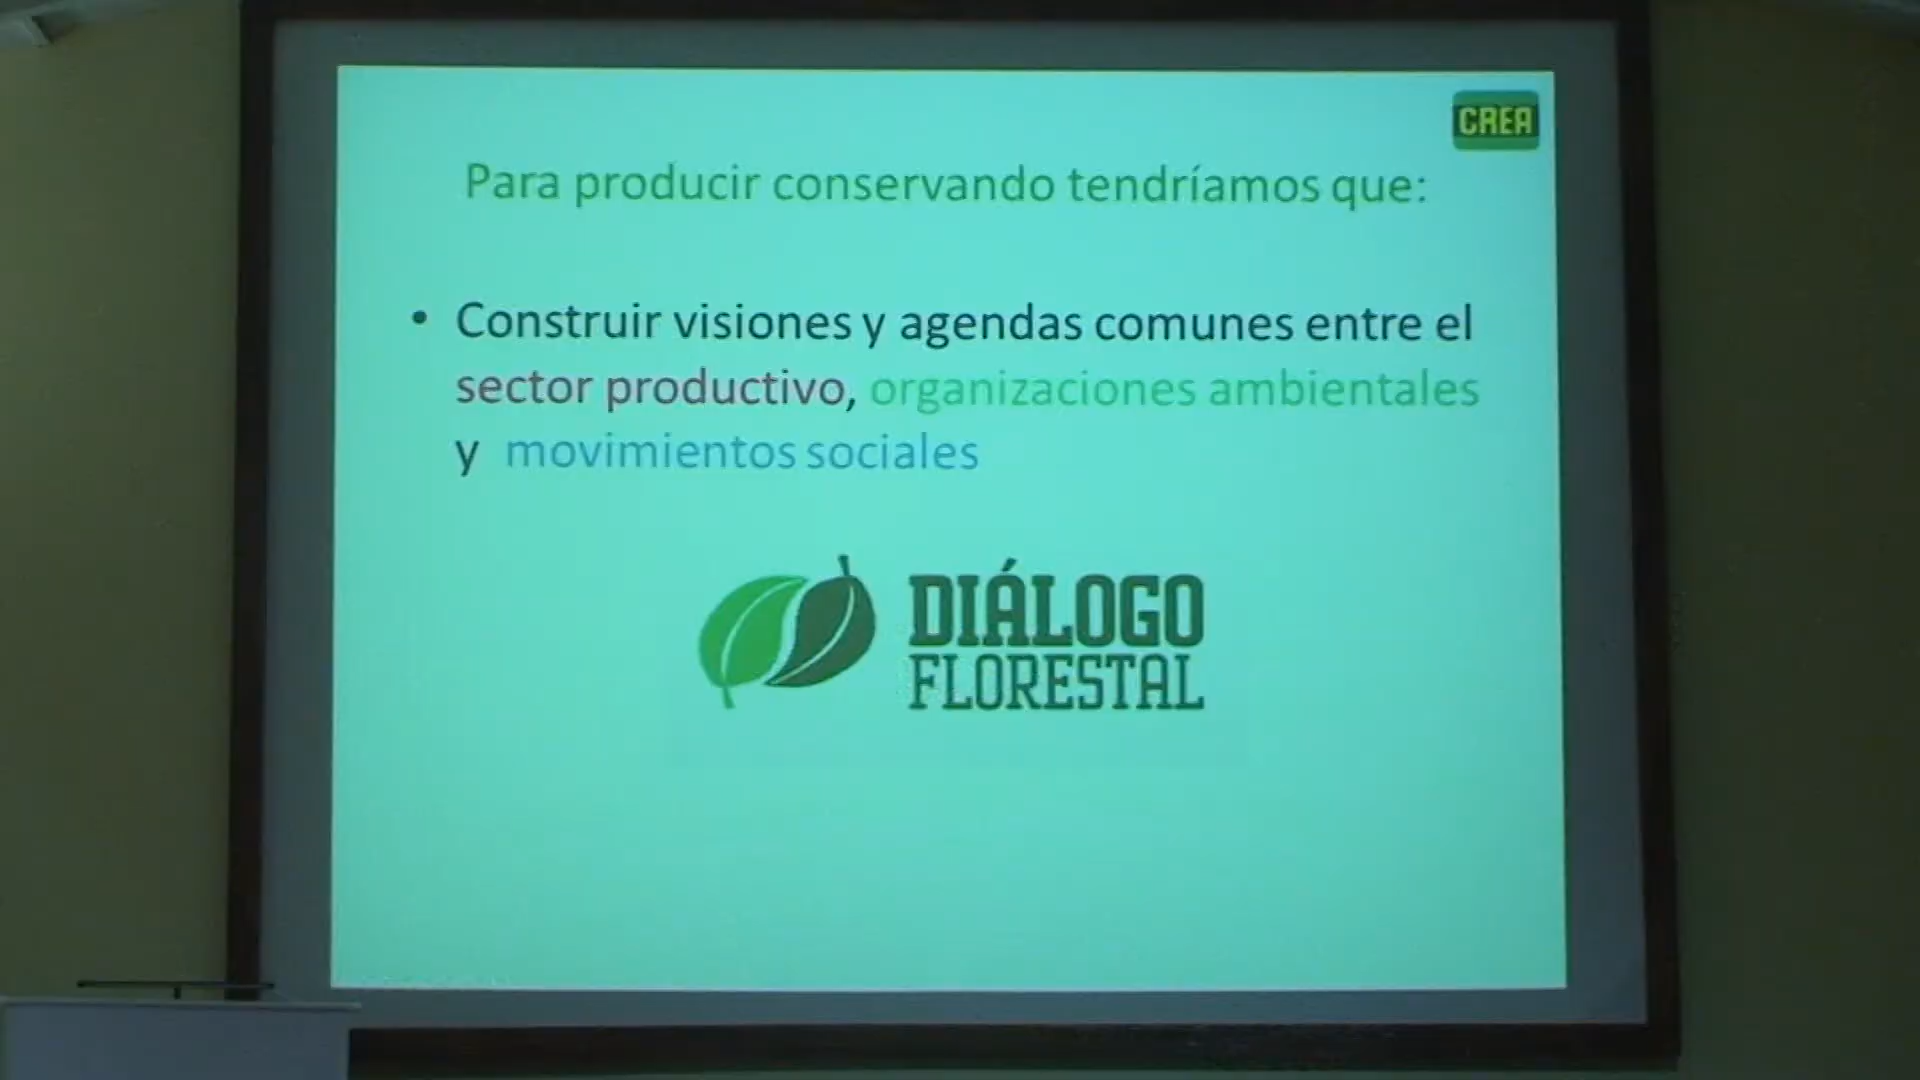 CREA
Para producir conservando tendríamos que:
• Construir visiones y agendas comunes entre el
sector productivo, organizaciones ambientales
y movimientos sociales
DIÁLOGO
FLORESTAL